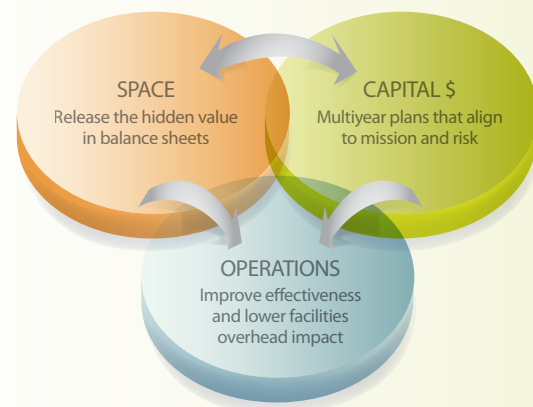 SPACE
Release the hidden value
in balance sheets
CAPITAL $
Multiyear plans that align
to mission and risk
OPERATIONS
Improve effectiveness
and lower facilities
overhead impact